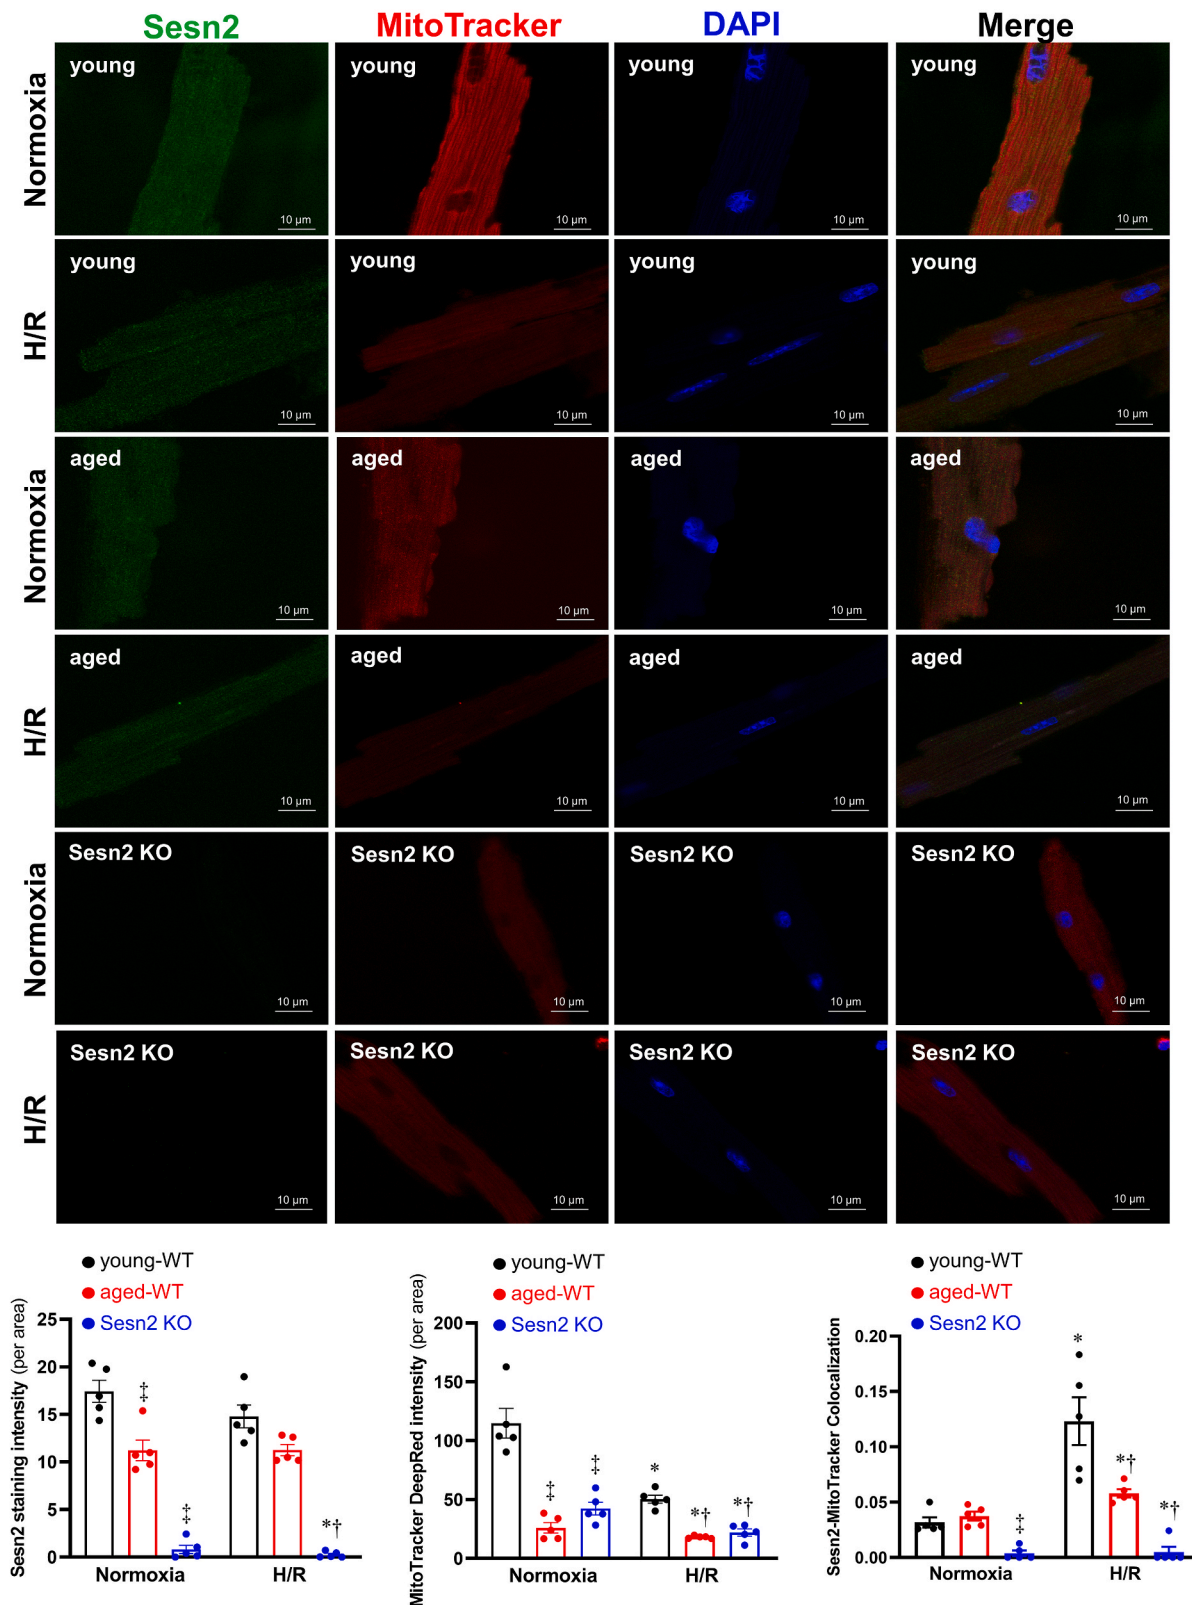 Sesn2 MitoTracker DAPI Merge
Normoxia
young young young young
10 µm 10 µm 10 µm 10 µm
H/R
young young young young
10 µm 10 µm 10 µm 10 µm
Normoxia
aged aged aged aged
10 µm 10 µm 10 µm 10 µm
H/R
aged aged aged aged
10 µm 10 µm 10 µm 10 µm
Normoxia
Sesn2 KO Sesn2 KO Sesn2 KO Sesn2 KO
10 µm 10 µm 10 µm 10 µm
H/R
Sesn2 KO Sesn2 KO Sesn2 KO Sesn2 KO
10 µm 10 µm 10 µm 10 µm
young-WT
aged-WT
Sesn2 KO
Sesn2 staining intensity (per area)
25
20
15
10
5
0
‡
‡
*†
Normoxia H/R
young-WT
aged-WT
Sesn2 KO
MitoTracker DeepRed intensity (per area)
200
150
100
50
0
‡
‡
*
*†
*†
Normoxia H/R
young-WT
aged-WT
Sesn2 KO
Sesn2-MitoTracker Colocalization
0.20
0.15
0.10
0.05
0.00
‡
*
*†
*†
Normoxia H/R